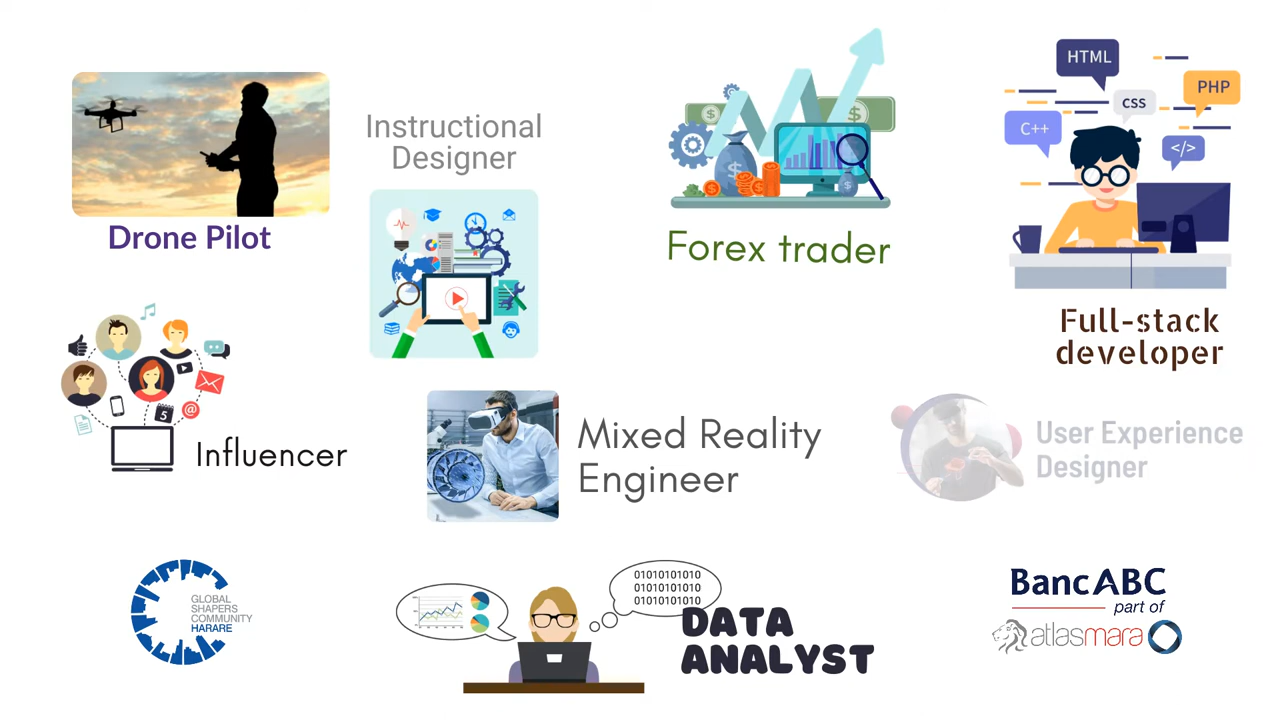 HTML
PHP
CSS
C++
</>
Instructional
Designer
Drone Pilot
Forex trader
Full-stack
developer
5
@
Influencer
Mixed Reality
Engineer
User Experience
Designer
GLOBAL
SHAPERS
COMMUNITY
HARARE
01010101010
01010101010
01010101010
DATA
ANALYST
BancABC
part of
atlasmara